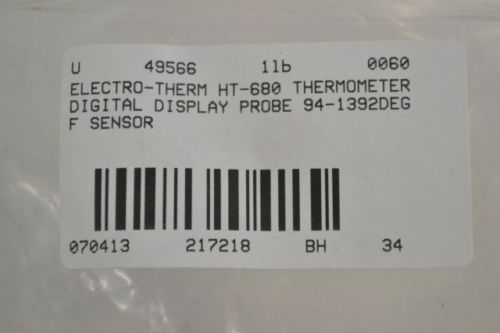 U 49566 1lb 0060
ELECTRO-THERM HT-680 THERMOMETER
DIGITAL DISPLAY PROBE 94-1392DEG
F SENSOR
070413 217218 BH 34